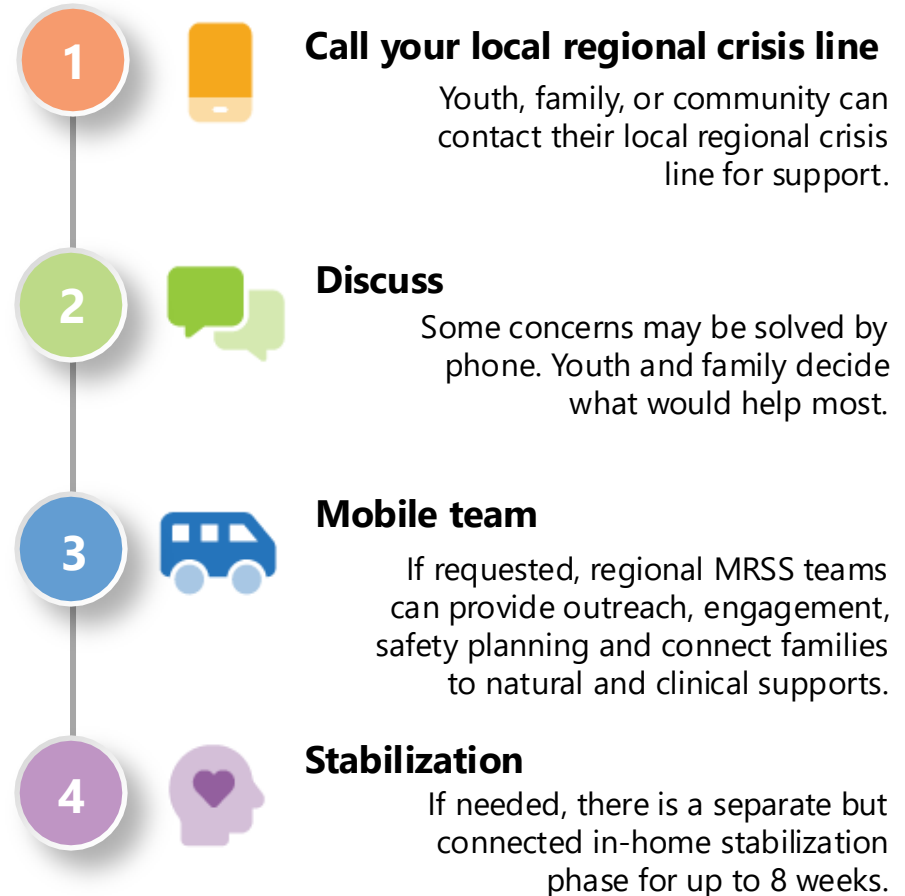 1
Call your local regional crisis line
Youth, family, or community can
contact their local regional crisis
line for support.
2
Discuss
Some concerns may be solved by
phone. Youth and family decide
what would help most.
3
Mobile team
If requested, regional MRSS teams
can provide outreach, engagement,
safety planning and connect families
to natural and clinical supports.
4
Stabilization
If needed, there is a separate but
connected in-home stabilization
phase for up to 8 weeks.